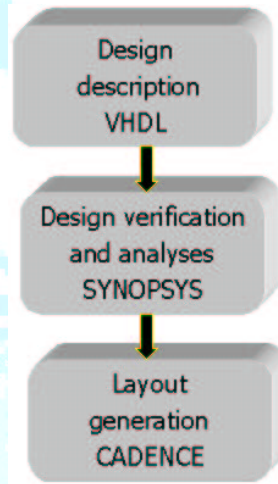 Design
description
VHDL
Design verification
and analyses
SYNOPSYS
Layout
generation
CADENCE